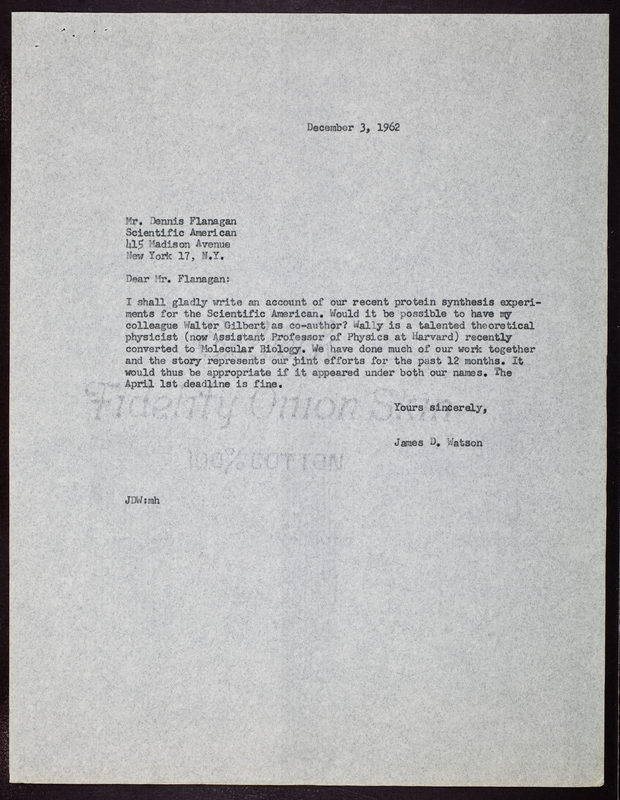 December 3, 1962
Mr. Dennis Flanagan
Scientific American
415 Madison Avenue
New York 17, N.Y.
Dear Mr. Flanagan:
I shall gladly write an account of our recent protein synthesis experi-
ments for the Scientific American. Would it be possible to have my
colleague Walter Gilbert as co-author? Wally is a talented theoretical
physicist (now Assistant Professor of Physics at Harvard) recently
converted to Molecular Biology. We have done much of our work together
and the story represents our jint efforts for the past 12 months. It
would thus be appropriate if it appeared under both our names. The
April 1st deadline is fine.
Fidelity Onion Skin
Yours sincerely,
James D. Watson
100% COTTON
JDW:mh